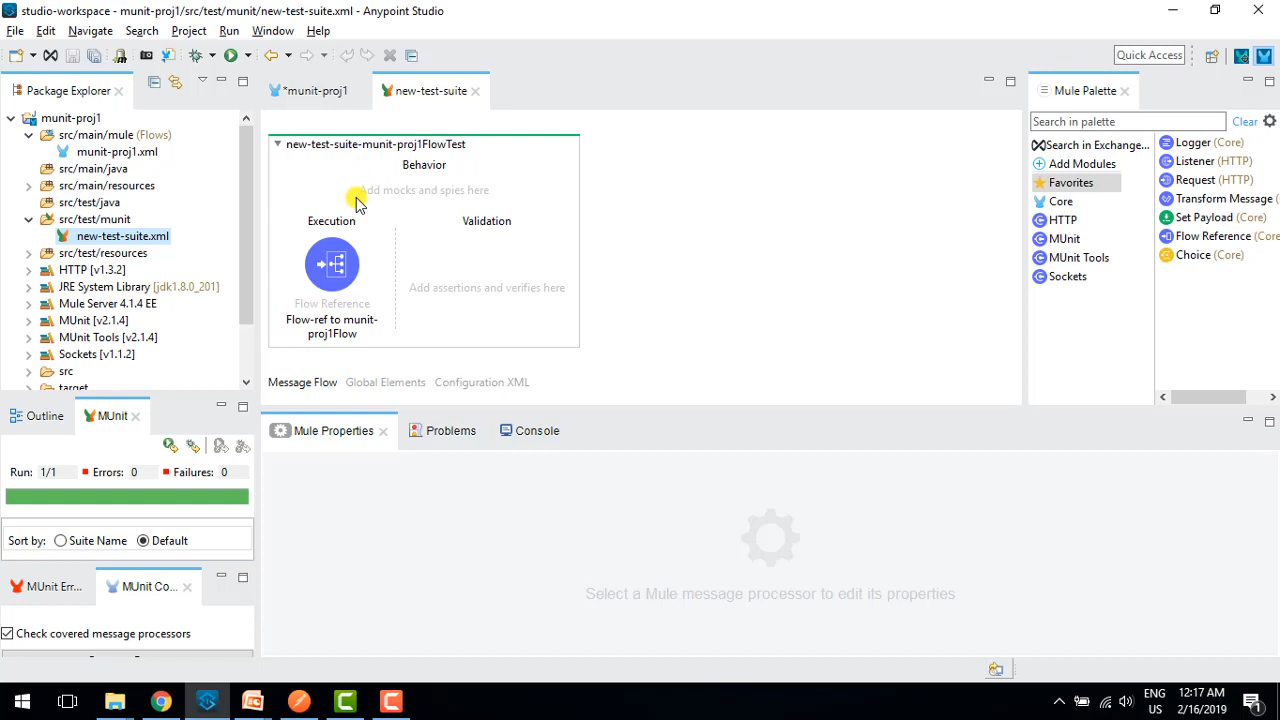 studio-workspace - munit-proj1/src/test/munit/new-test-suite.xml - Anypoint Studio
File Edit Navigate Search Project Run Window Help
Quick Access
Package Explorer
munit-proj1
src/main/mule (Flows)
munit-proj1.xml
src/main/java
src/main/resources
src/test/java
src/test/munit
new-test-suite.xml
src/test/resources
HTTP [v1.3.2]
JRE System Library [jdk1.8.0_201]
Mule Server 4.1.4 EE
MUnit [v2.1.4]
MUnit Tools [v2.1.4]
Sockets [v1.1.2]
src
target
*munit-proj1
new-test-suite
new-test-suite-munit-proj1FlowTest
Behavior
Add mocks and spies here
Execution
Validation
Flow Reference
Flow-ref to munit-
proj1Flow
Add assertions and verifies here
Message Flow Global Elements Configuration XML
Mule Palette
Search in palette
Clear
Search in Exchange...
Add Modules
Favorites
Core
HTTP
MUnit
MUnit Tools
Sockets
Logger (Core)
Listener (HTTP)
Request (HTTP)
Transform Message (
Set Payload (Core)
Flow Reference (Core
Choice (Core)
Outline
MUnit
Run: 1/1 Errors: 0 Failures: 0
Sort by: Suite Name Default
MUnit Err...
MUnit Co...
Check covered message processors
Mule Properties
Problems
Console
Select a Mule message processor to edit its properties
ENG
US
12:17 AM
2/16/2019
1